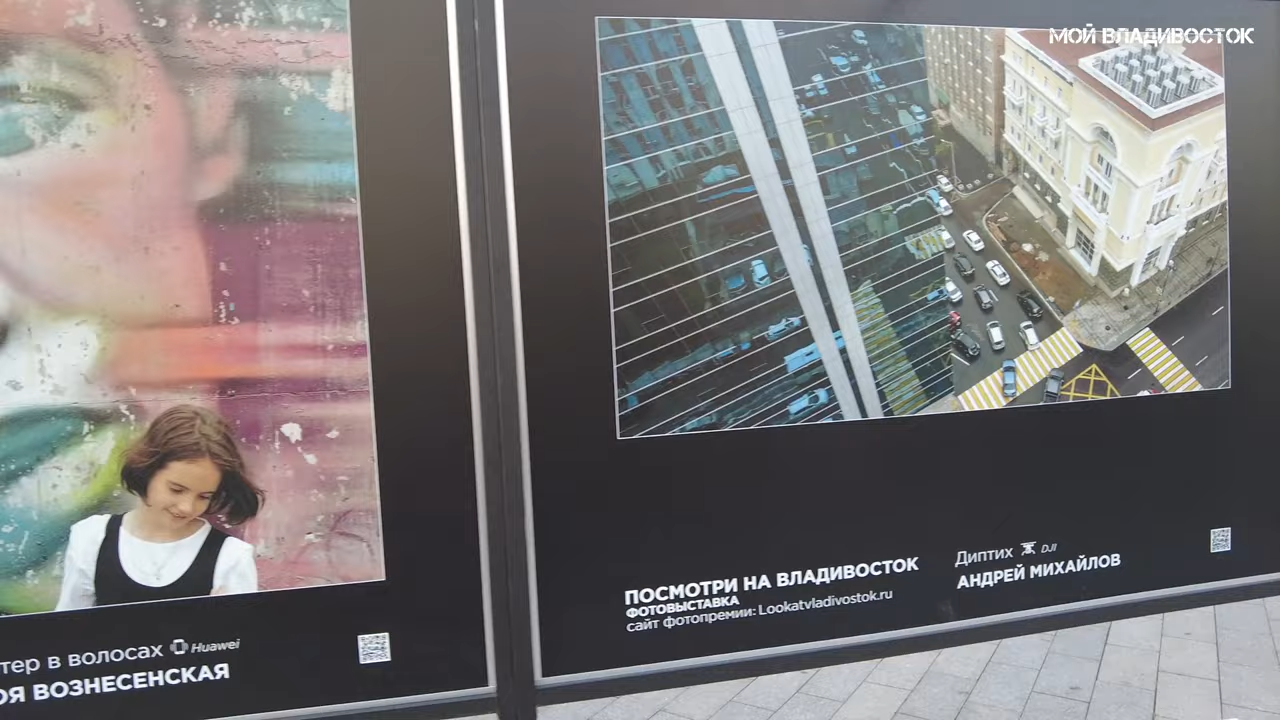 МОЙ ВЛАДИВОСТОК
тер в волосах Huawei
ОЯ ВОЗНЕСЕНСКАЯ
ПОСМОТРИ НА ВЛАДИВОСТОК
ФОТОВЫСТАВКА
сайт фотопремии: Lookatvladivostok.ru
Диптих DJI
АНДРЕЙ МИХАЙЛОВ